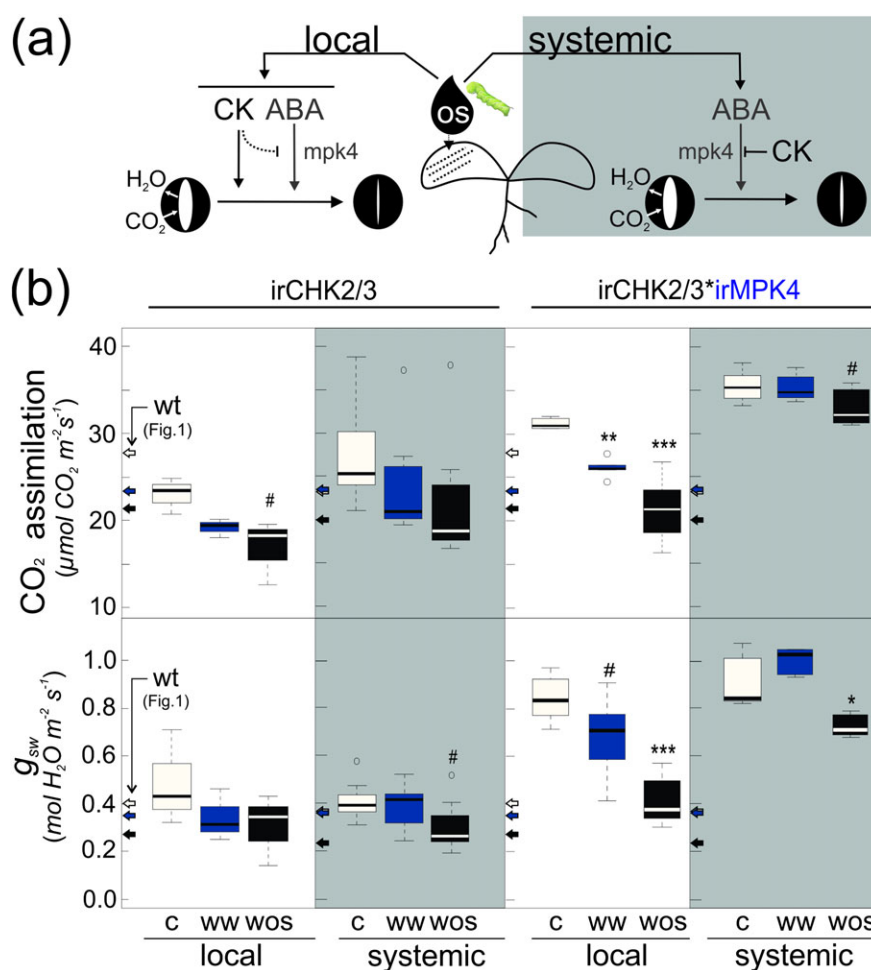 (a)
local
systemic
os
CK ABA
ABA
mpk4
mpk4
CK
H2O
CO2
H2O
CO2
(b)
irCHK2/3
irCHK2/3*irMPK4
CO2 assimilation
(µmol CO2 m-2 s-1)
40
30
20
10
wt
(Fig.1)
#
**
***
#
gsw
(mol H2O m-2 s-1)
1.0
0.8
0.6
0.4
0.2
0.0
wt
(Fig.1)
#
#
***
*
c ww wos c ww wos c ww wos c ww wos
local systemic local systemic